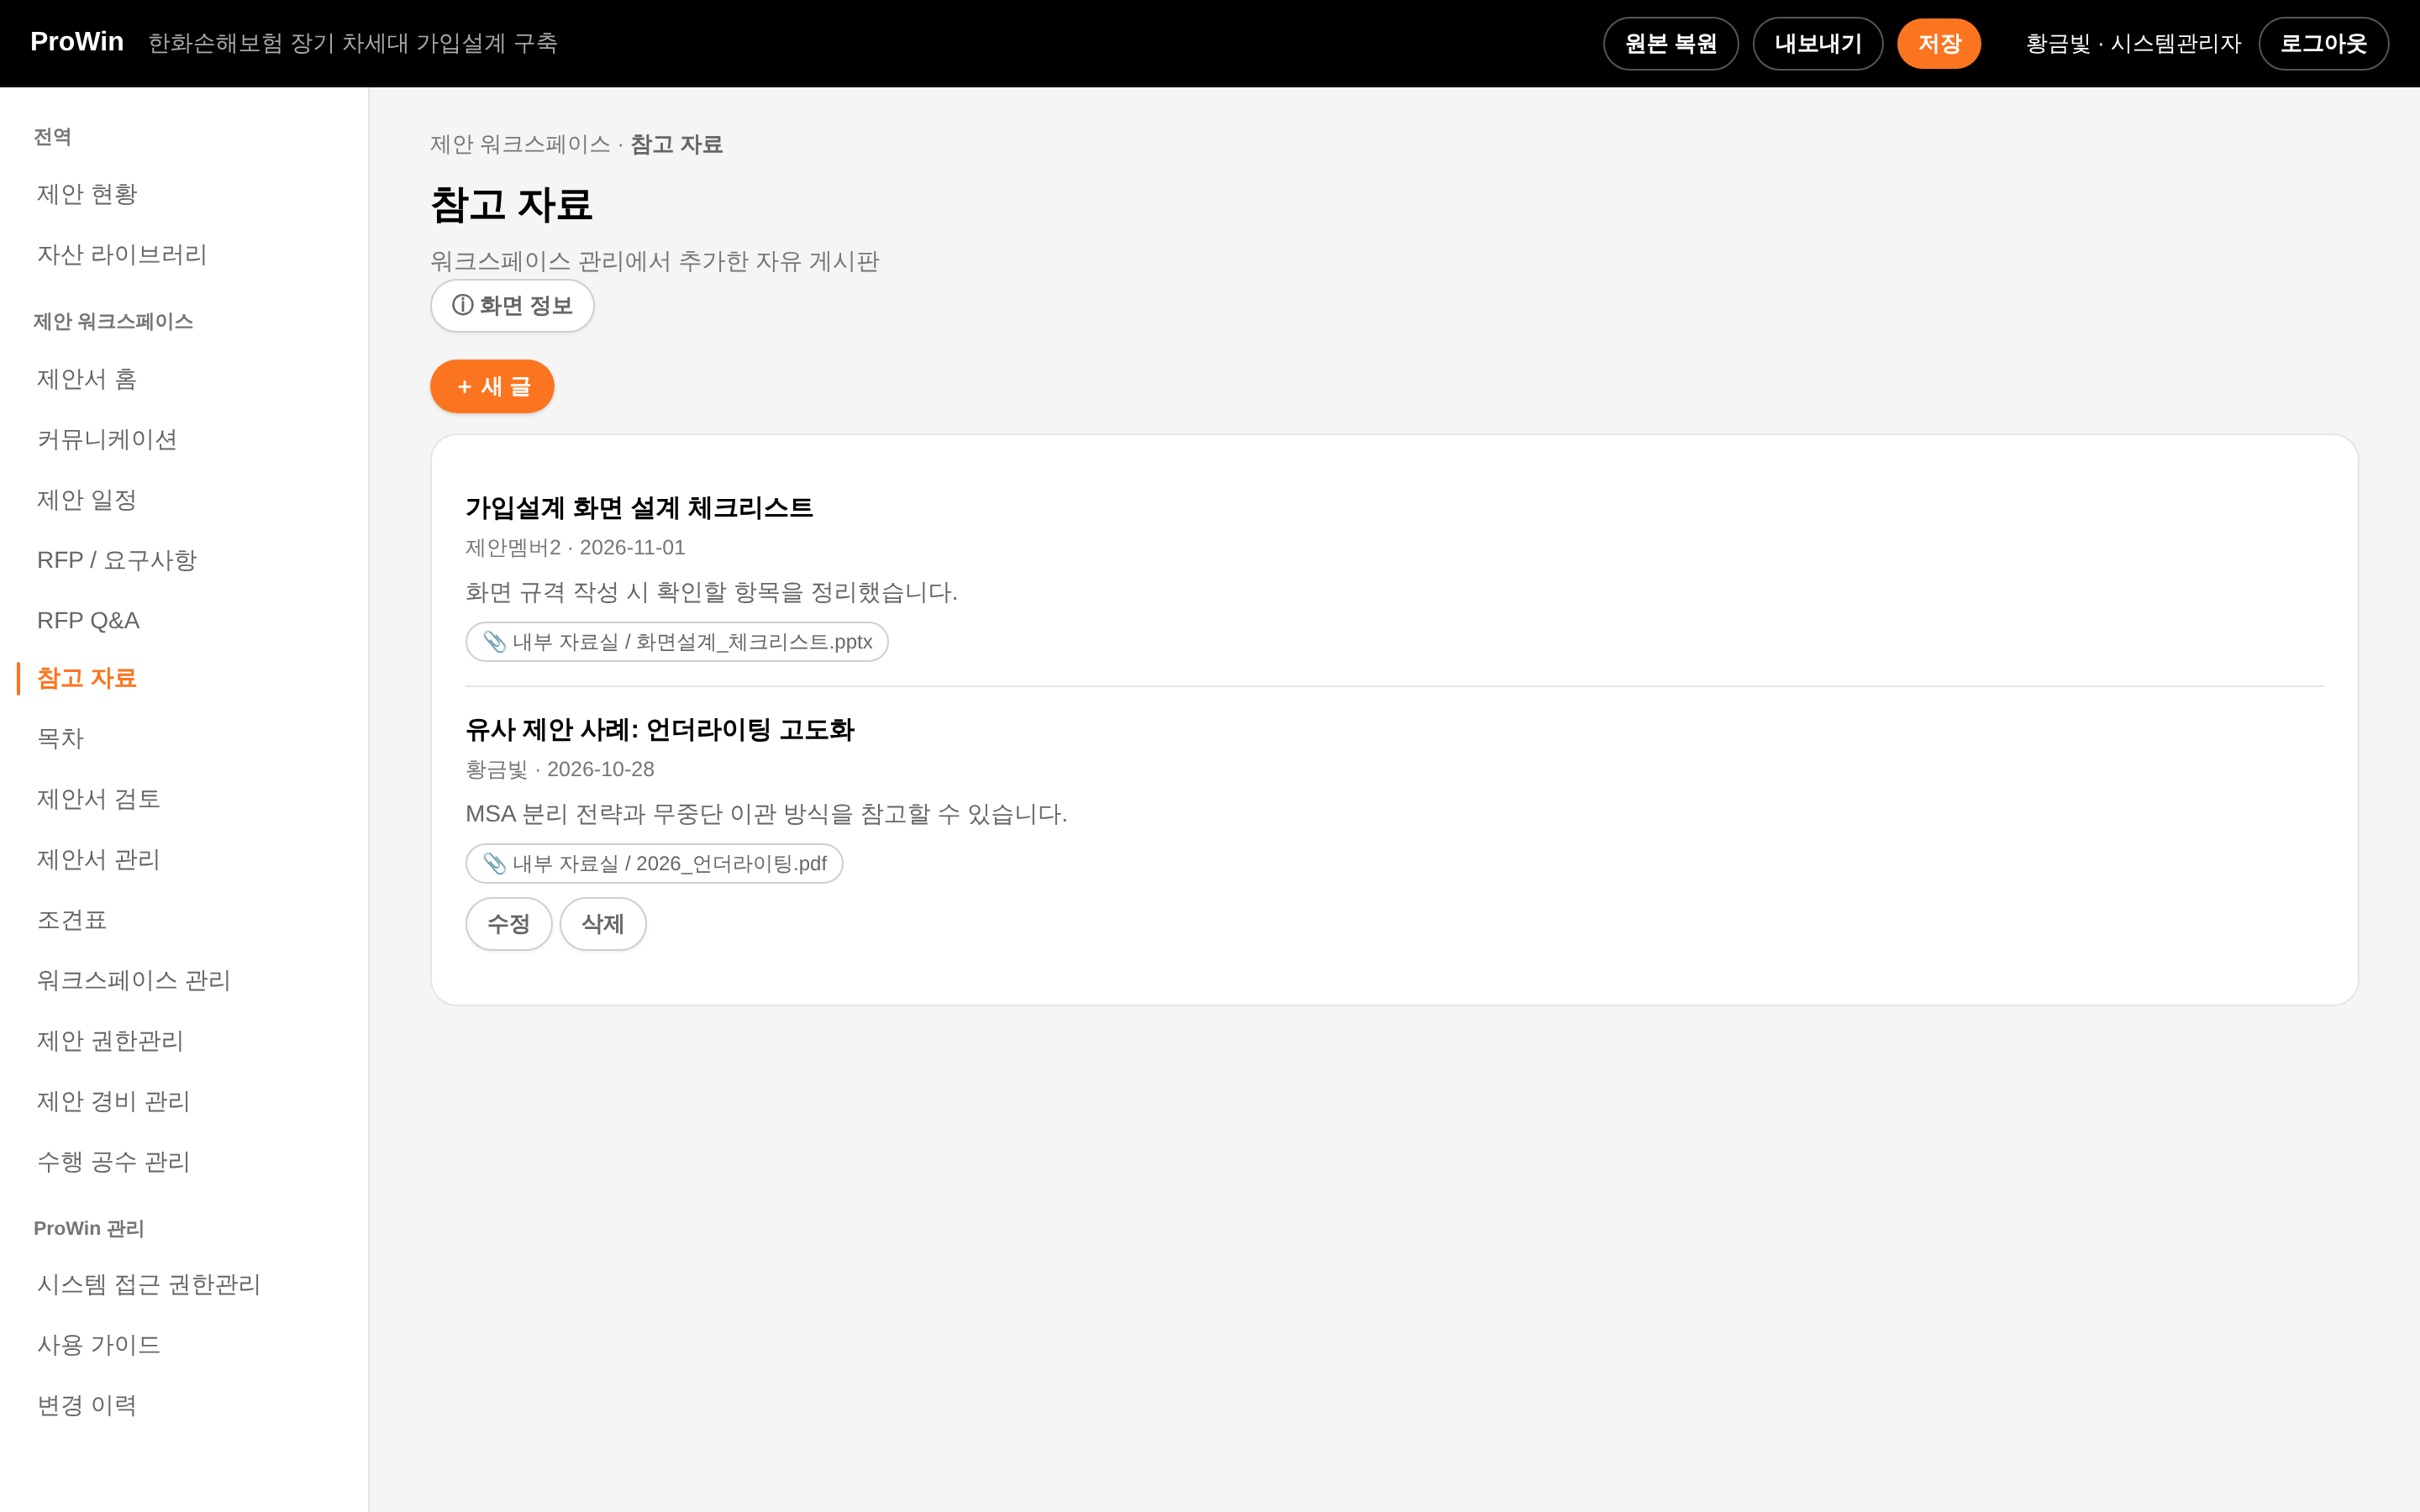 ProWin 한화손해보험 장기 차세대 가입설계 구축 원본 복원 내보내기 저장 황금빛 · 시스템관리자 로그아웃
전역
제안 현황
자산 라이브러리
제안 워크스페이스
제안서 홈
커뮤니케이션
제안 일정
RFP / 요구사항
RFP Q&A
참고 자료
목차
제안서 검토
제안서 관리
조견표
워크스페이스 관리
제안 권한관리
제안 경비 관리
수행 공수 관리
ProWin 관리
시스템 접근 권한관리
사용 가이드
변경 이력
제안 워크스페이스 · 참고 자료
참고 자료
워크스페이스 관리에서 추가한 자유 게시판
ⓘ 화면 정보
+ 새 글
가입설계 화면 설계 체크리스트
제안멤버2 · 2026-11-01
화면 규격 작성 시 확인할 항목을 정리했습니다.
📎 내부 자료실 / 화면설계_체크리스트.pptx
유사 제안 사례: 언더라이팅 고도화
황금빛 · 2026-10-28
MSA 분리 전략과 무중단 이관 방식을 참고할 수 있습니다.
📎 내부 자료실 / 2026_언더라이팅.pdf
수정 삭제